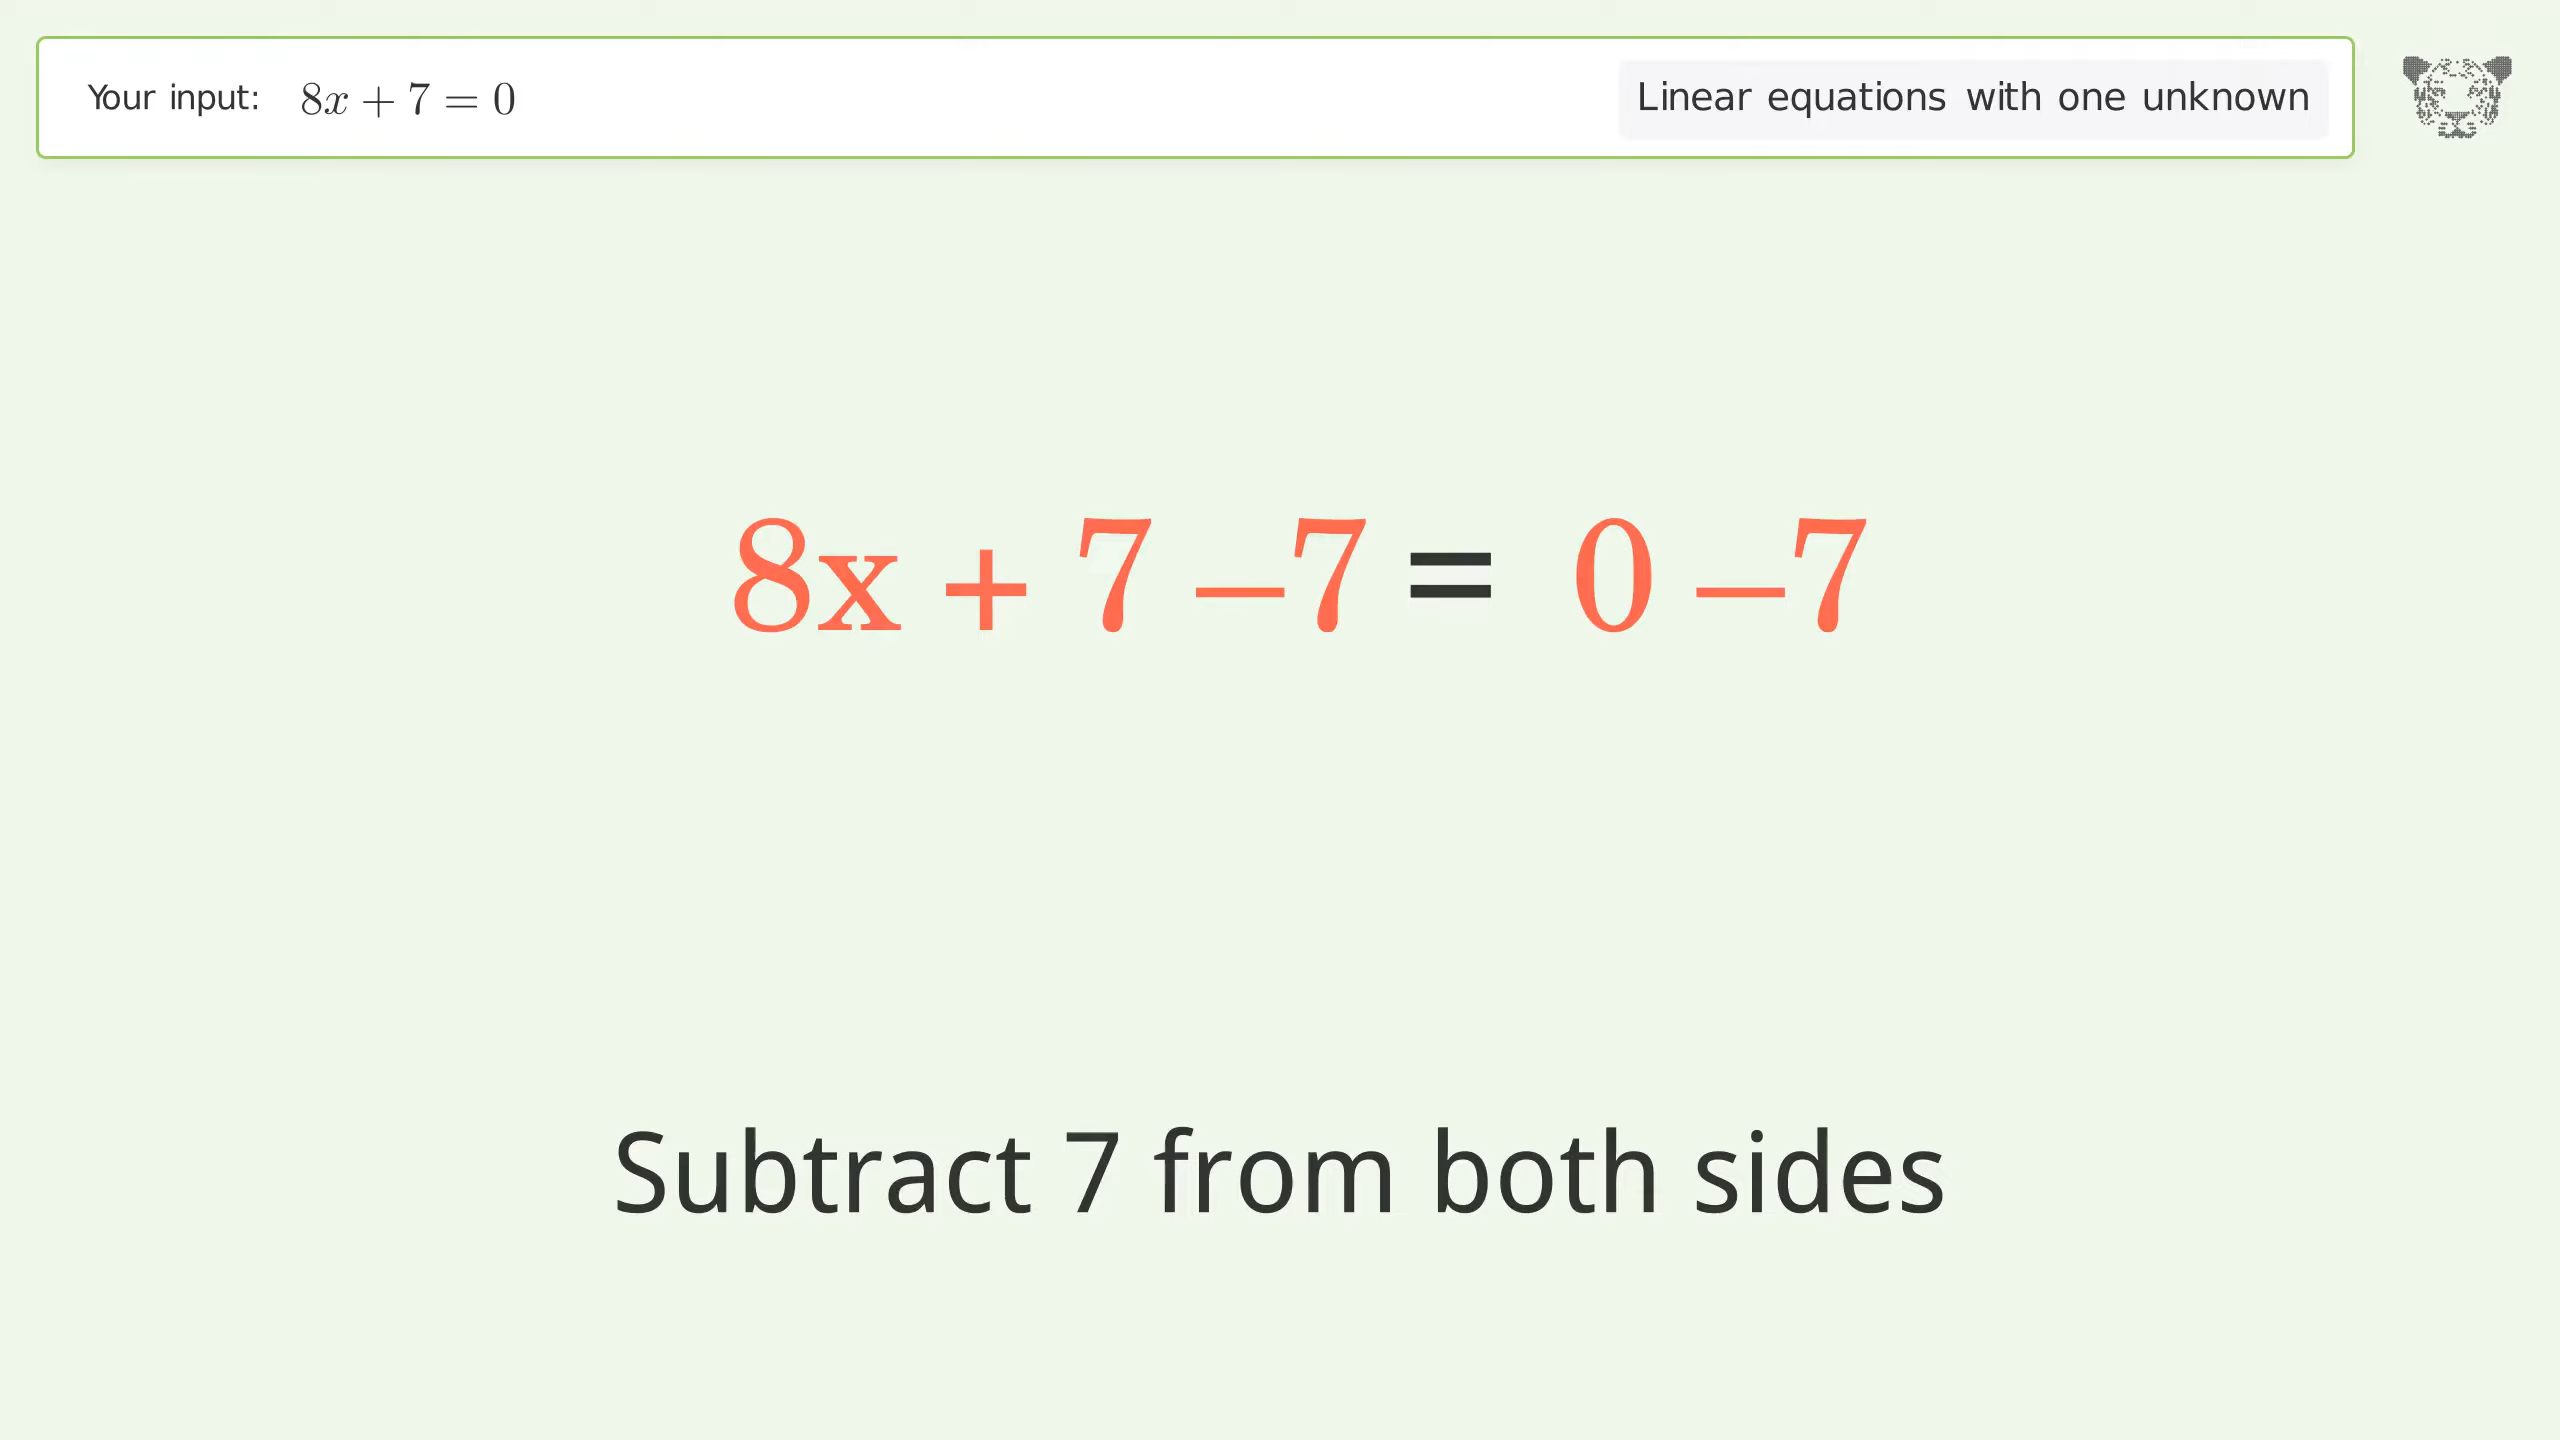 Your input: 8x + 7 = 0
Linear equations with one unknown
8x + 7 –7 = 0 –7
Subtract 7 from both sides